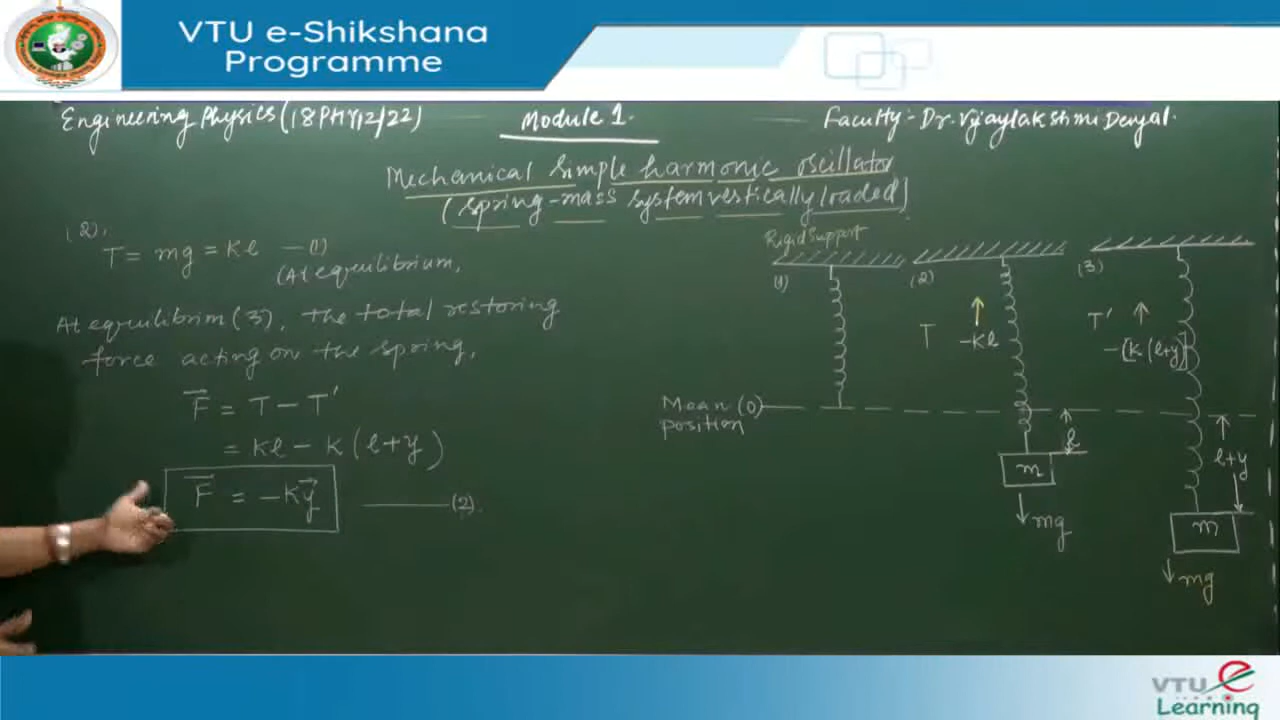 VTU e-Shikshana
Programme
Engineering Physics (18PHY12/22)
Module 1.
Faculty:- Dr. Vijaylakshmi Dengal.
Mechanical Simple harmonic oscillator
(spring-mass system vertically loaded)
(2),
T = mg = Kl —(1)
(At equilibrium,
At equilibrim (3), the total restoring
force acting on the spring,
F⃗ = T - T'
= Kl - K (l+y)
F⃗ = -Ky⃗ ——(2).
Rigid Support
(1)
(2)
(3)
T
-Kl
T'
-[K(l+y)]
Mean (0)
position
l
m
mg
l+y
m
mg
VTU e
Learning